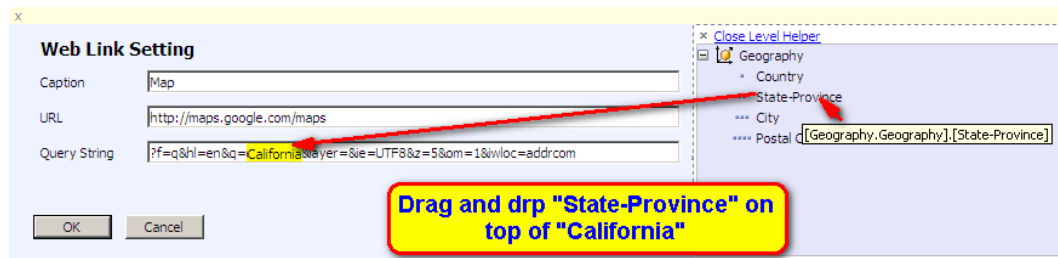 x
Web Link Setting
Caption
Map
URL
http://maps.google.com/maps
Query String
?f=q&hl=en&q=California&layer=&ie=UTF8&z=5&om=1&iwloc=addrcom
OK
Cancel
× Close Level Helper
Geography
Country
State-Province
City
Postal
[Geography.Geography],[State-Province]
Drag and drp "State-Province" on
top of "California"